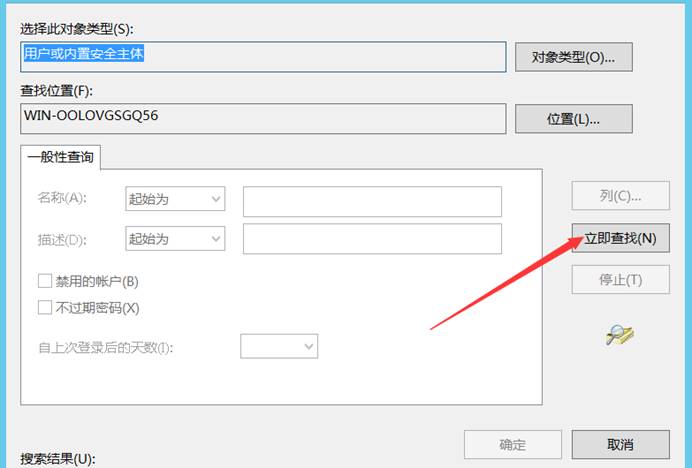 选择此对象类型(S):
用户或内置安全主体
对象类型(O)...
查找位置(F):
WIN-OOLOVGSGQ56
位置(L)...
一般性查询
名称(A):
起始为
列(C)...
描述(D):
起始为
立即查找(N)
禁用的帐户(B)
停止(T)
不过期密码(X)
自上次登录后的天数(I):
确定
取消
搜索结果(U):